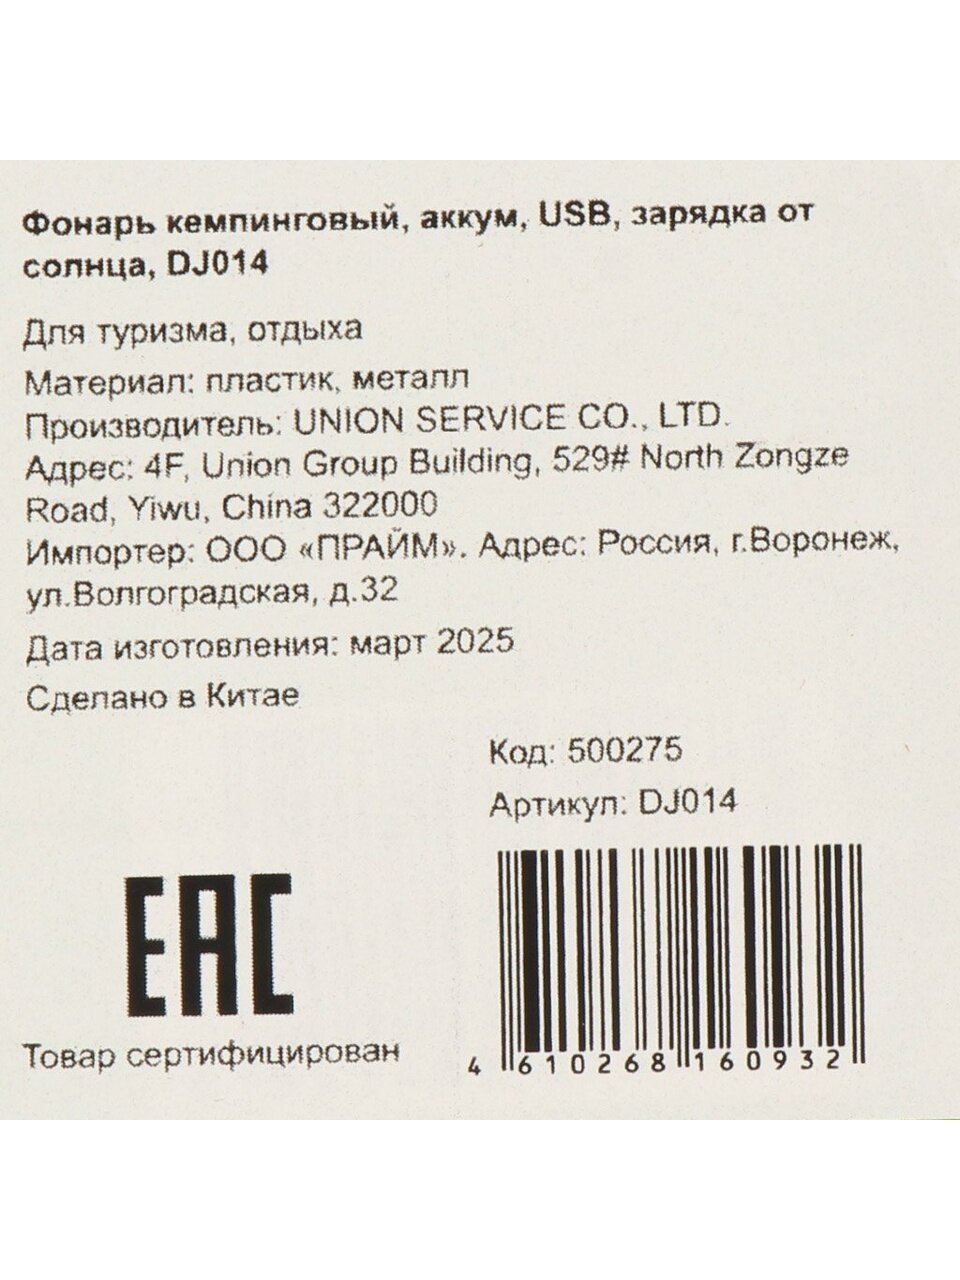 Фонарь кемпинговый, аккум, USB, зарядка от
солнца, DJ014
Для туризма, отдыха
Материал: пластик, металл
Производитель: UNION SERVICE CO., LTD.
Адрес: 4F, Union Group Building, 529# North Zongze
Road, Yiwu, China 322000
Импортер: ООО «ПРАЙМ». Адрес: Россия, г.Воронеж,
ул.Волгоградская, д.32
Дата изготовления: март 2025
Сделано в Китае
Код: 500275
Артикул: DJ014
EAC
Товар сертифицирован
4 610268 160932